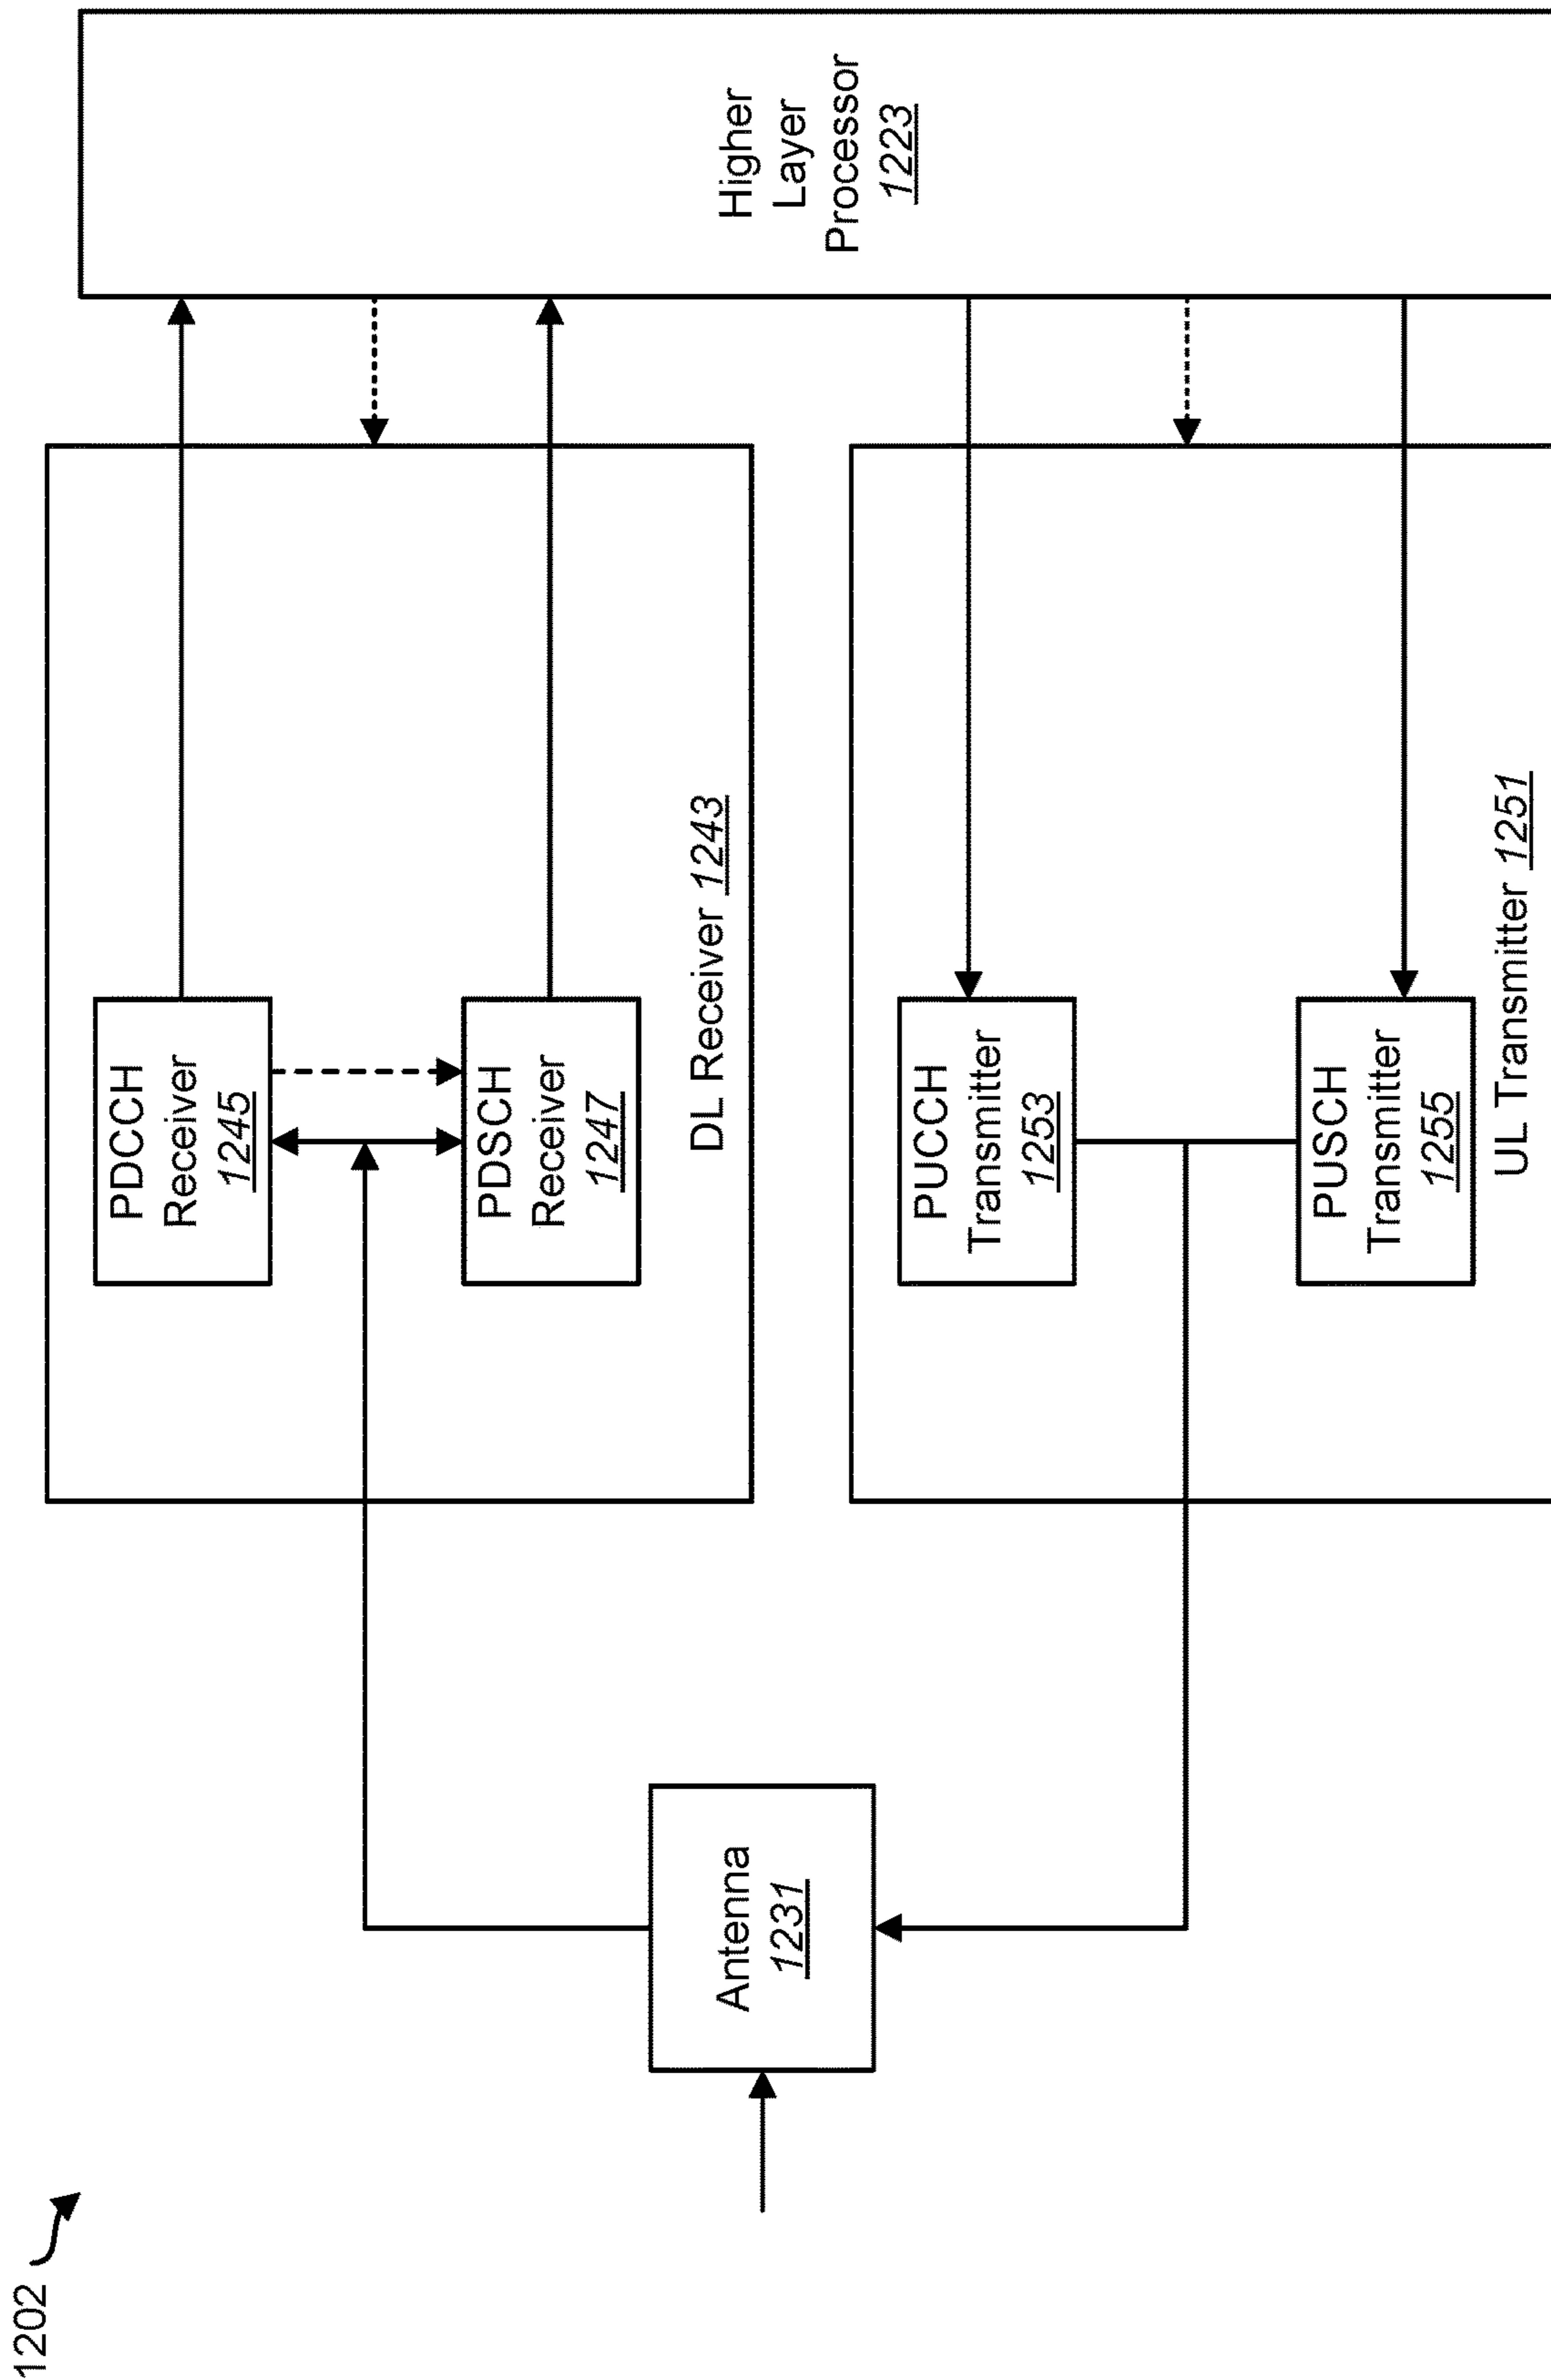 1202
Antenna
1231
PDCCH
Receiver
1245
PDSCH
Receiver
1247
DL Receiver 1243
PUCCH
Transmitter
1253
PUSCH
Transmitter
1255
UL Transmitter 1251
Higher
Layer
Processor
1223